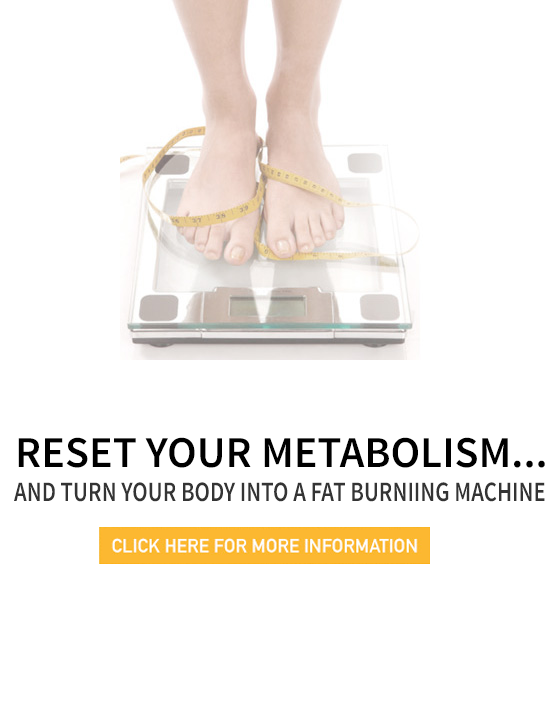 RESET YOUR METABOLISM...
AND TURN YOUR BODY INTO A FAT BURNIING MACHINE
CLICK HERE FOR MORE INFORMATION